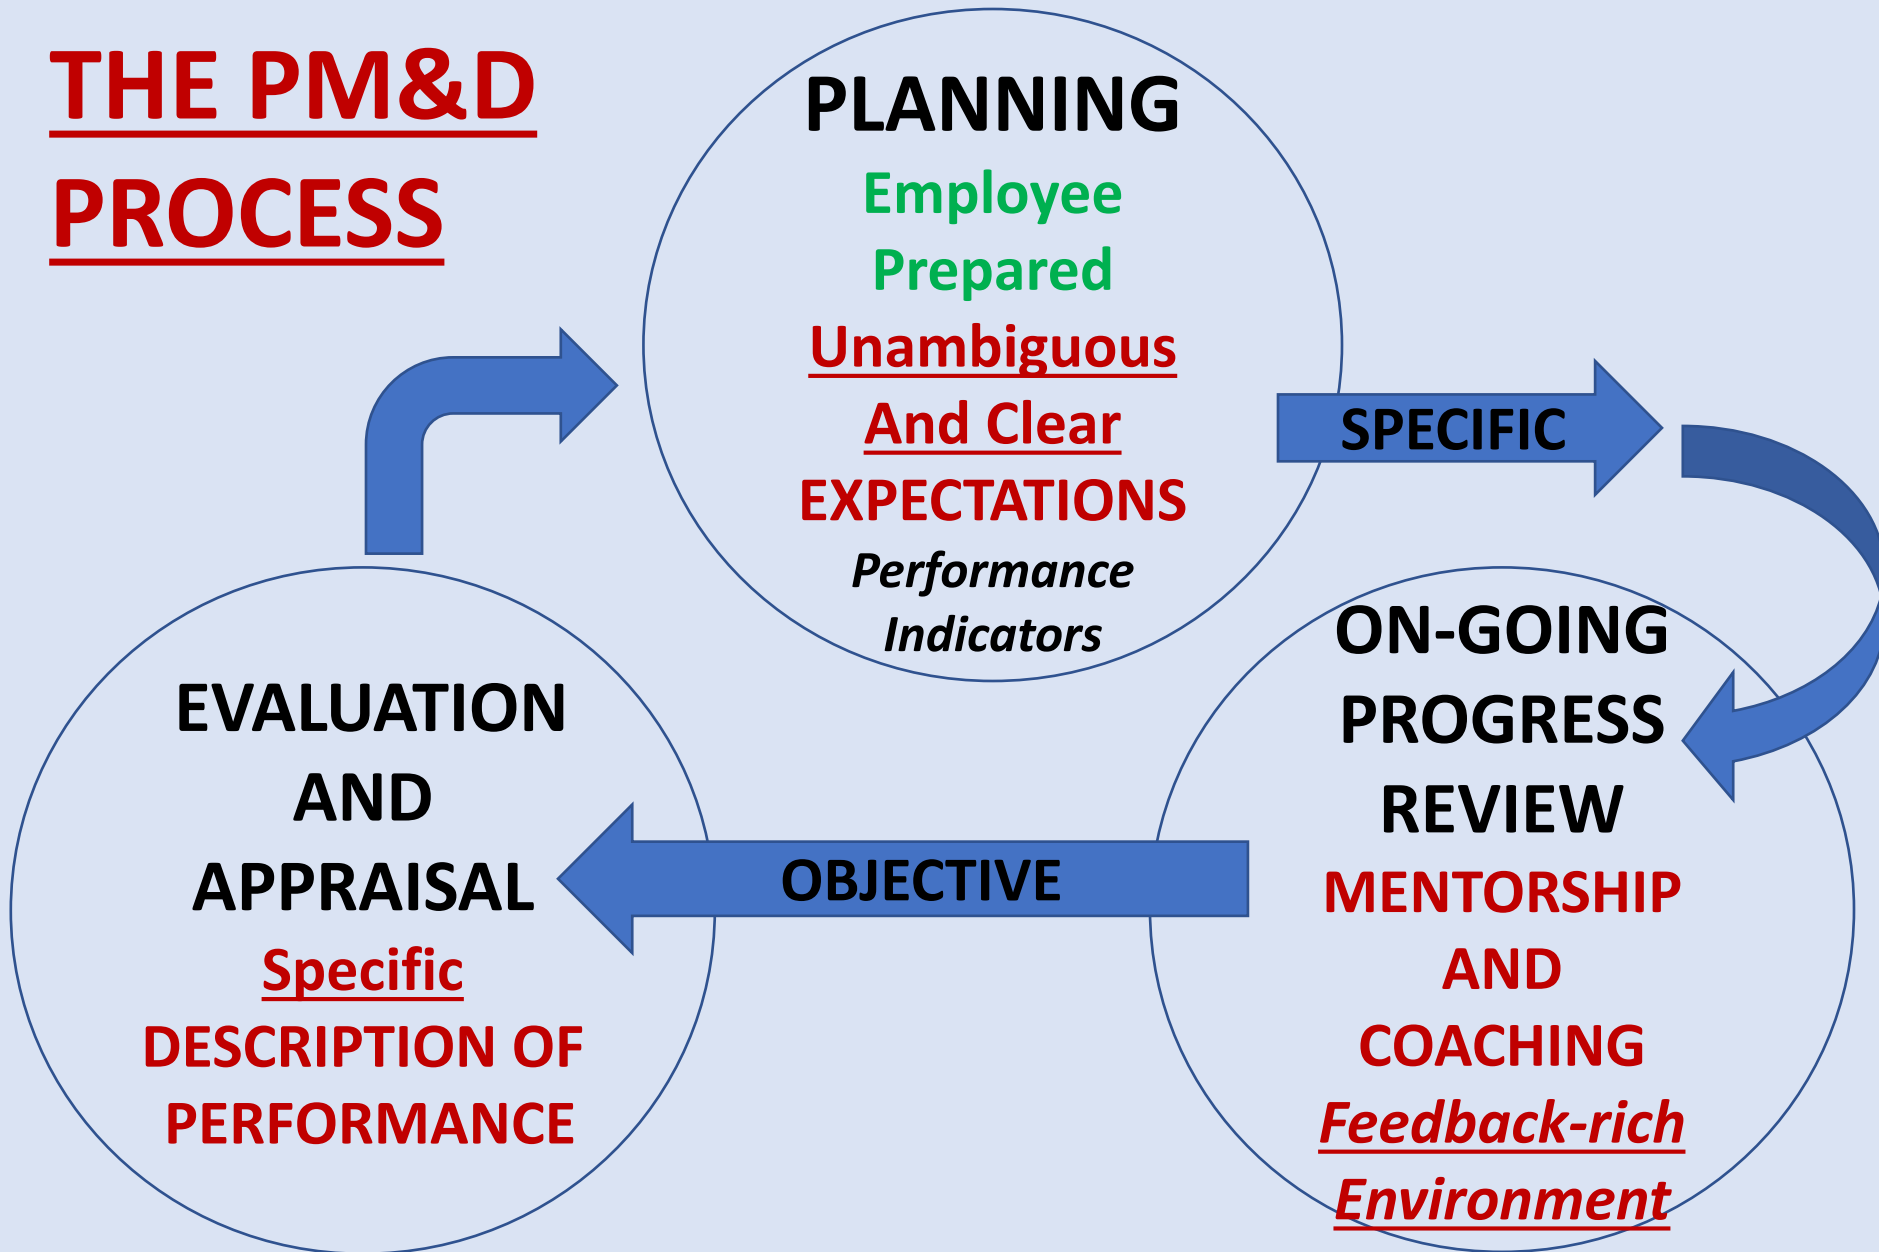 THE PM&D
PROCESS
PLANNING
Employee
Prepared
Unambiguous
And Clear
EXPECTATIONS
Performance
Indicators
SPECIFIC
ON-GOING
PROGRESS
REVIEW
MENTORSHIP
AND
COACHING
Feedback-rich
Environment
OBJECTIVE
EVALUATION
AND
APPRAISAL
Specific
DESCRIPTION OF
PERFORMANCE